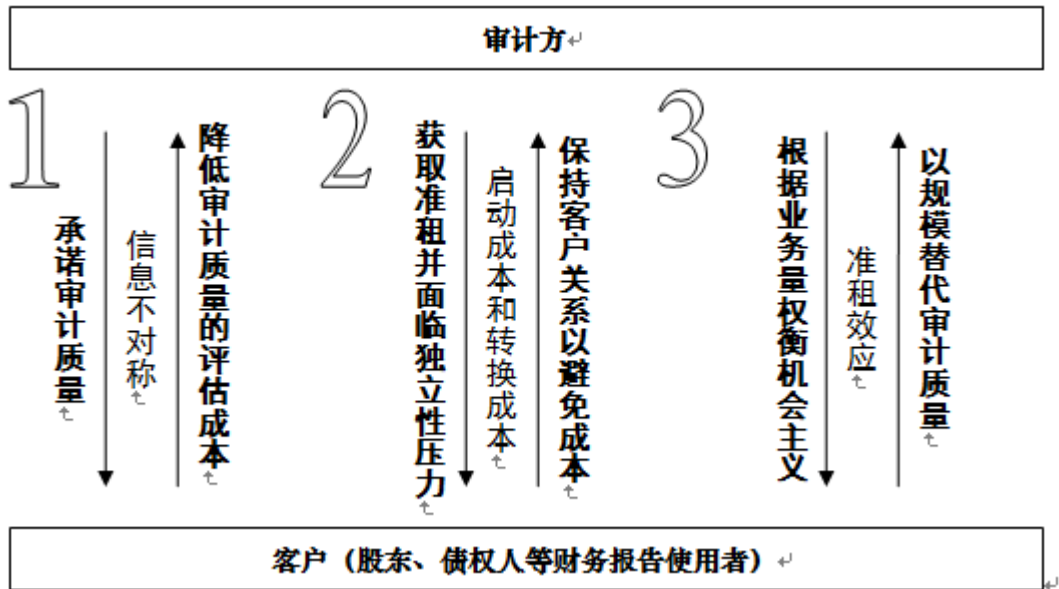 审计方
1
承诺审计质量
信息不对称
降低审计质量的评估成本
2
获取准租并面临独立性压力
启动成本和转换成本
保持客户关系以避免成本
3
根据业务量权衡机会主义
准租效应
以规模替代审计质量
客户（股东、债权人等财务报告使用者）